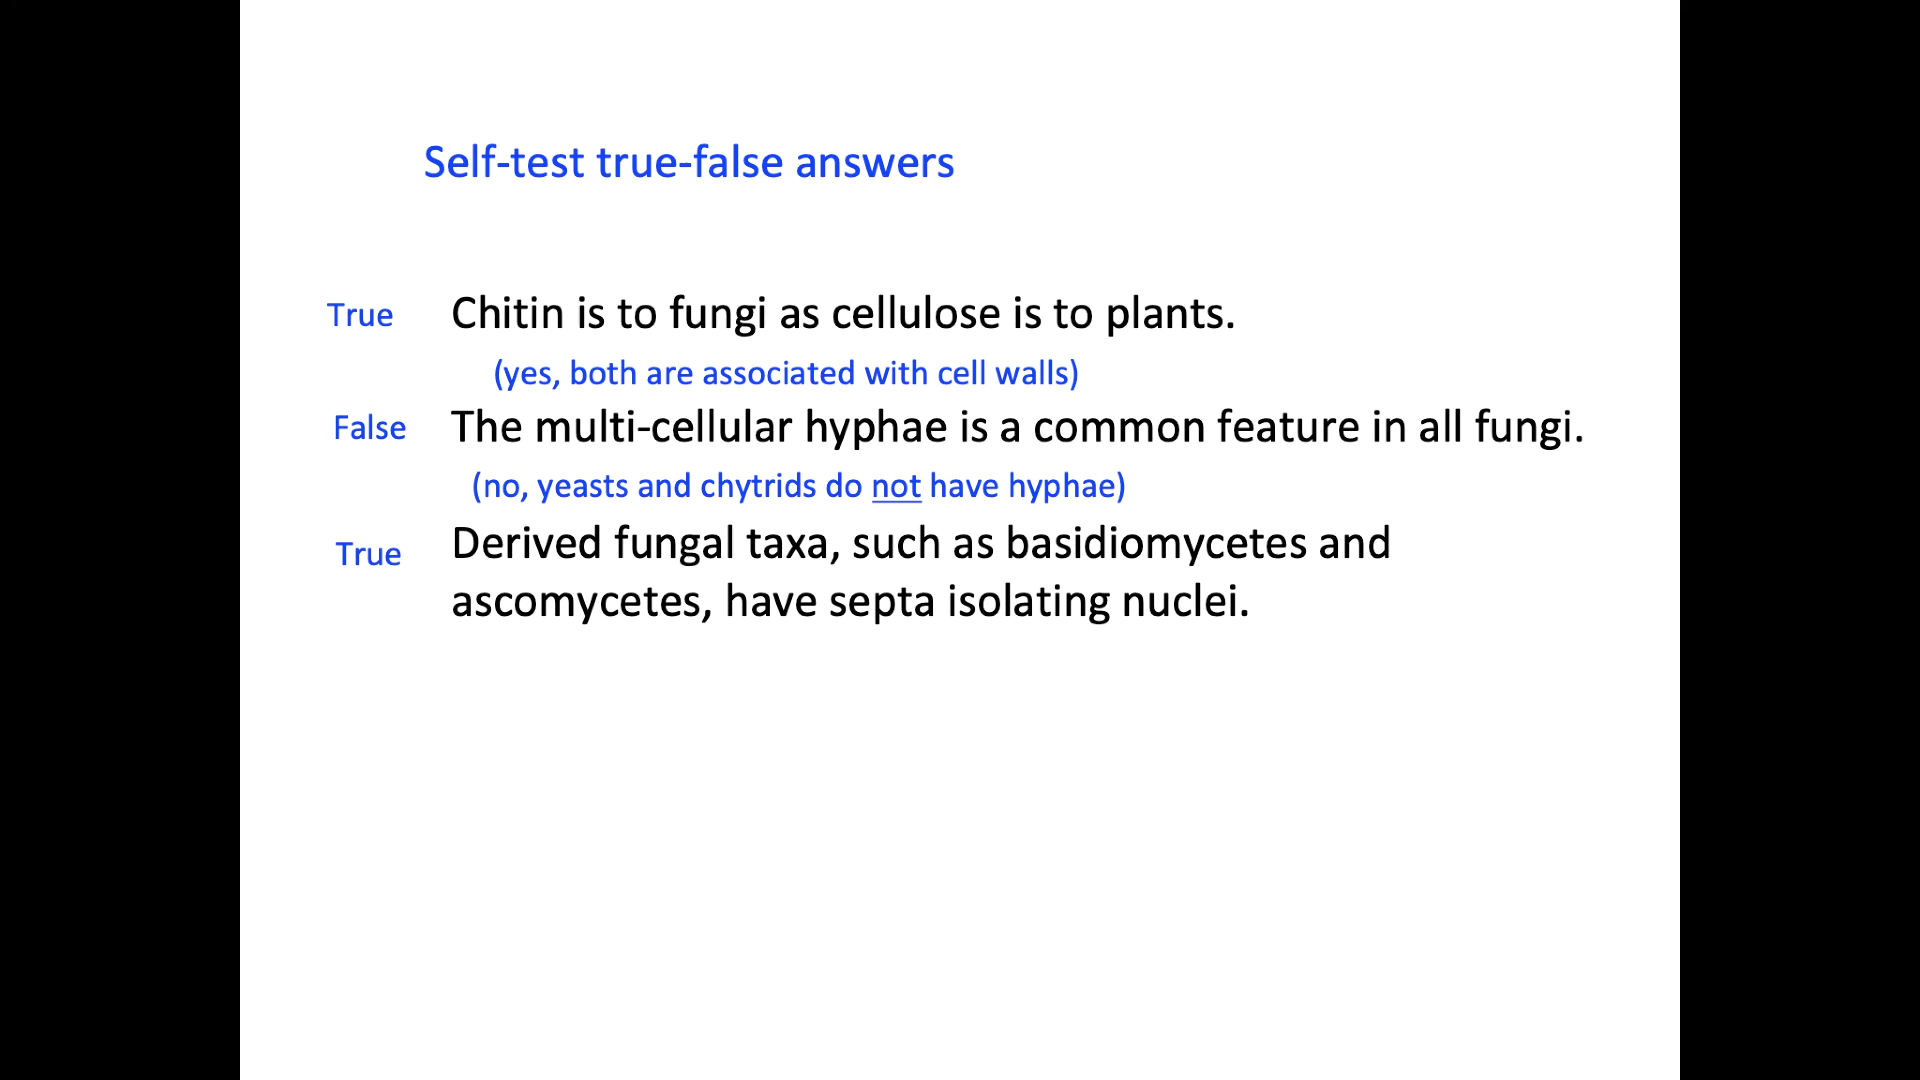 Self-test true-false answers
True Chitin is to fungi as cellulose is to plants.
(yes, both are associated with cell walls)
False The multi-cellular hyphae is a common feature in all fungi.
(no, yeasts and chytrids do not have hyphae)
True Derived fungal taxa, such as basidiomycetes and
ascomycetes, have septa isolating nuclei.